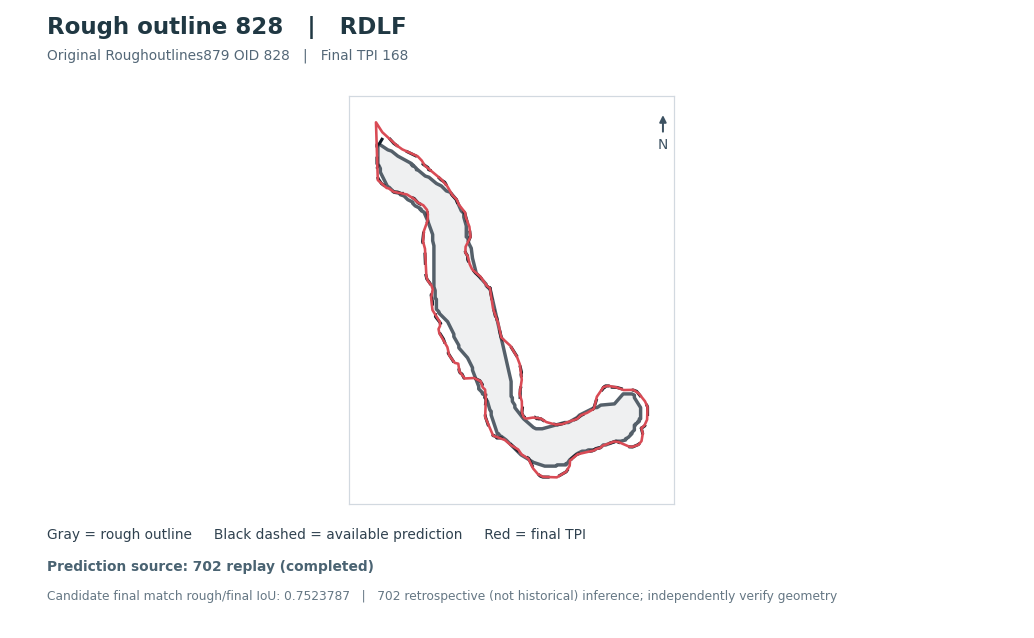 Rough outline 828   |   RDLF
Original Roughoutlines879 OID 828   |   Final TPI 168
N
Gray = rough outline     Black dashed = available prediction     Red = final TPI
Prediction source: 702 replay (completed)
Candidate final match rough/final IoU: 0.7523787   |   702 retrospective (not historical) inference; independently verify geometry